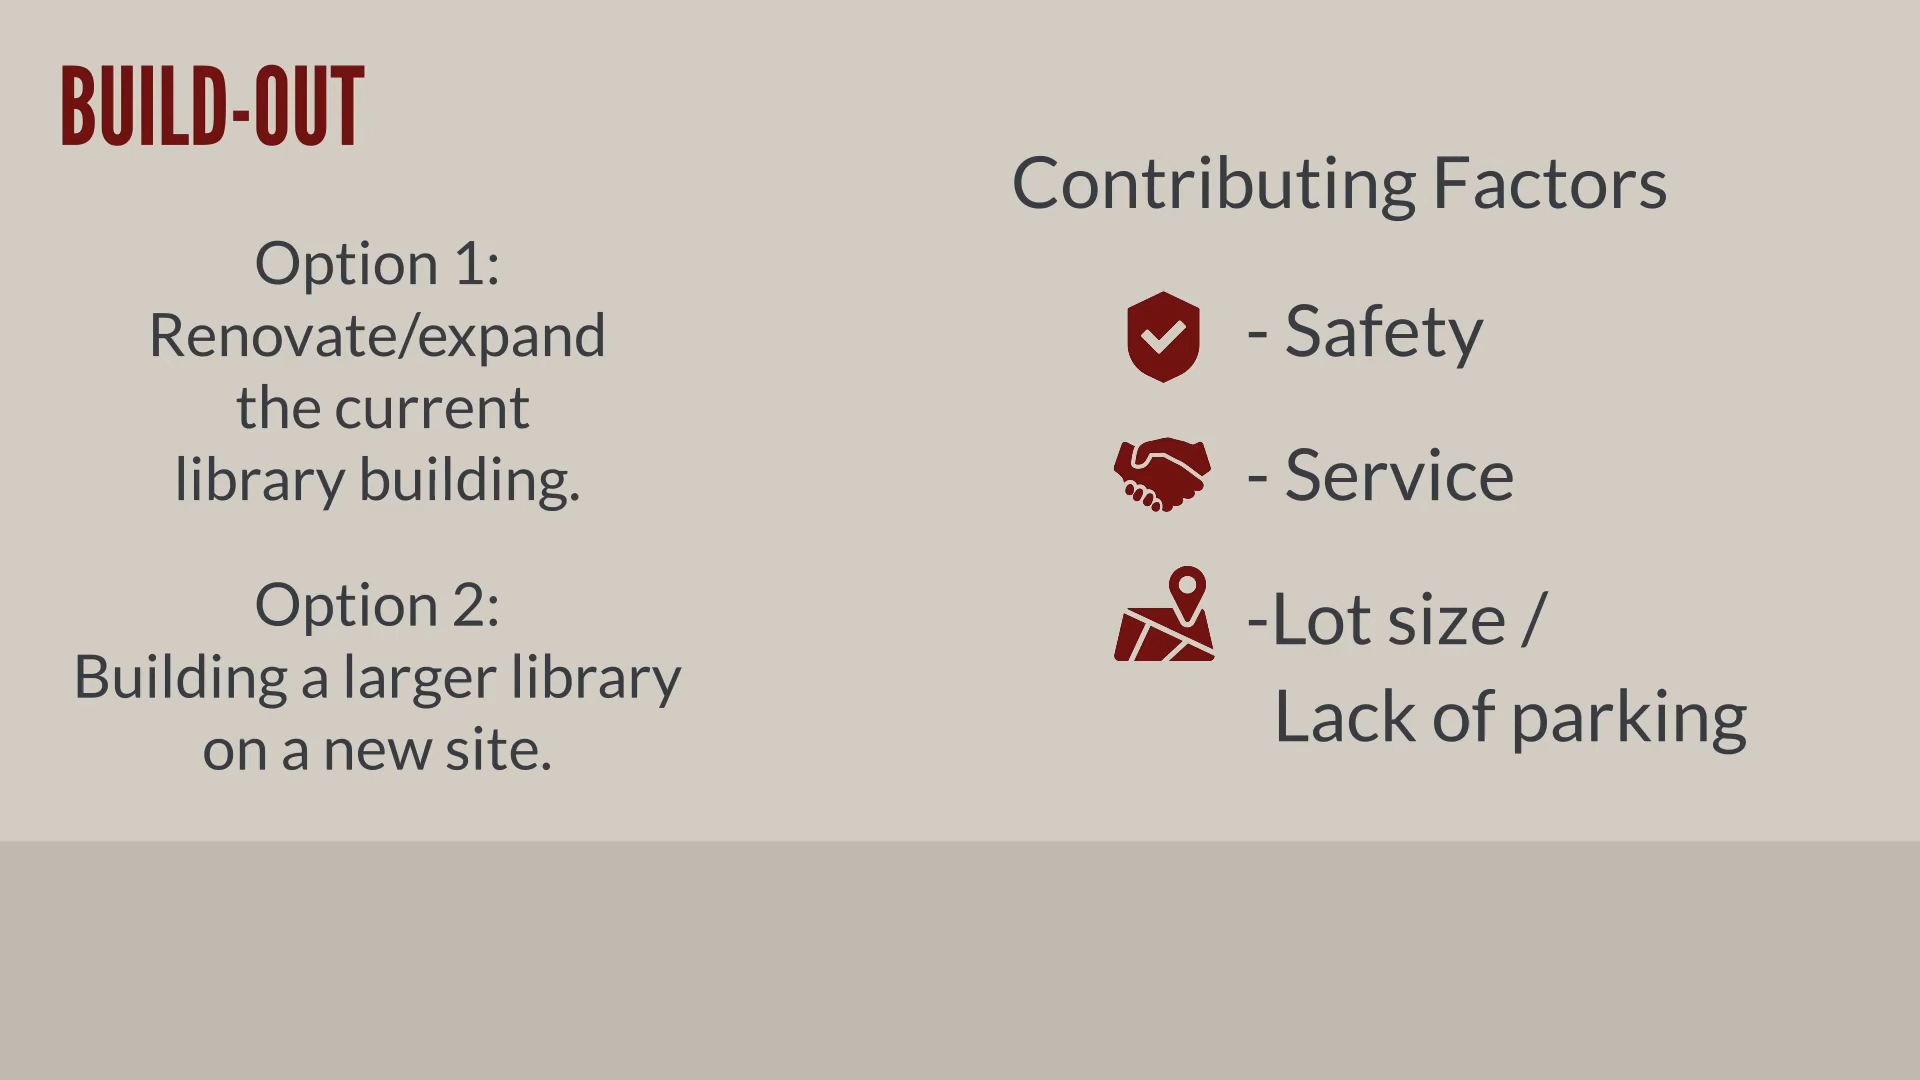 BUILD-OUT
Option 1:
Renovate/expand
the current
library building.
Option 2:
Building a larger library
on a new site.
Contributing Factors
- Safety
- Service
-Lot size /
Lack of parking